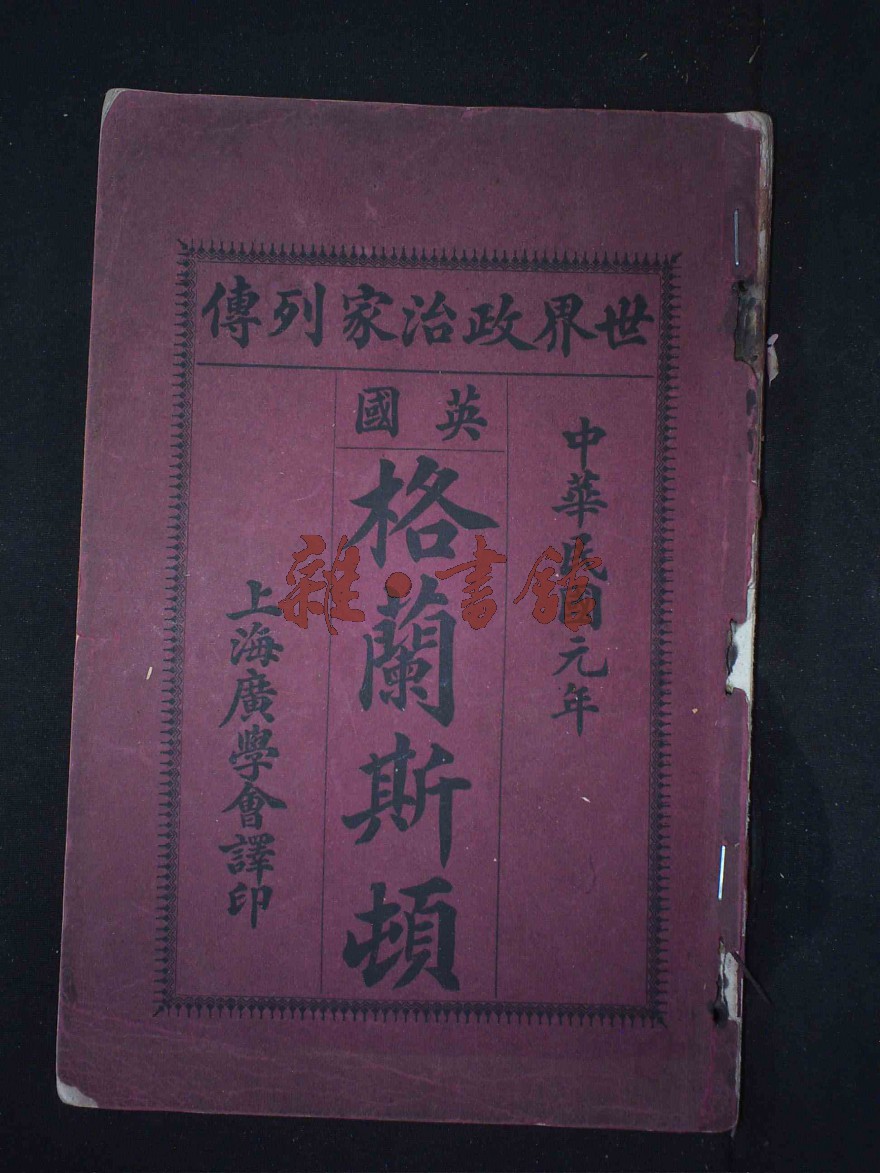 世界政治家列傳
中華民國元年
英國
格蘭斯頓
上海廣學會譯印
雜·書館